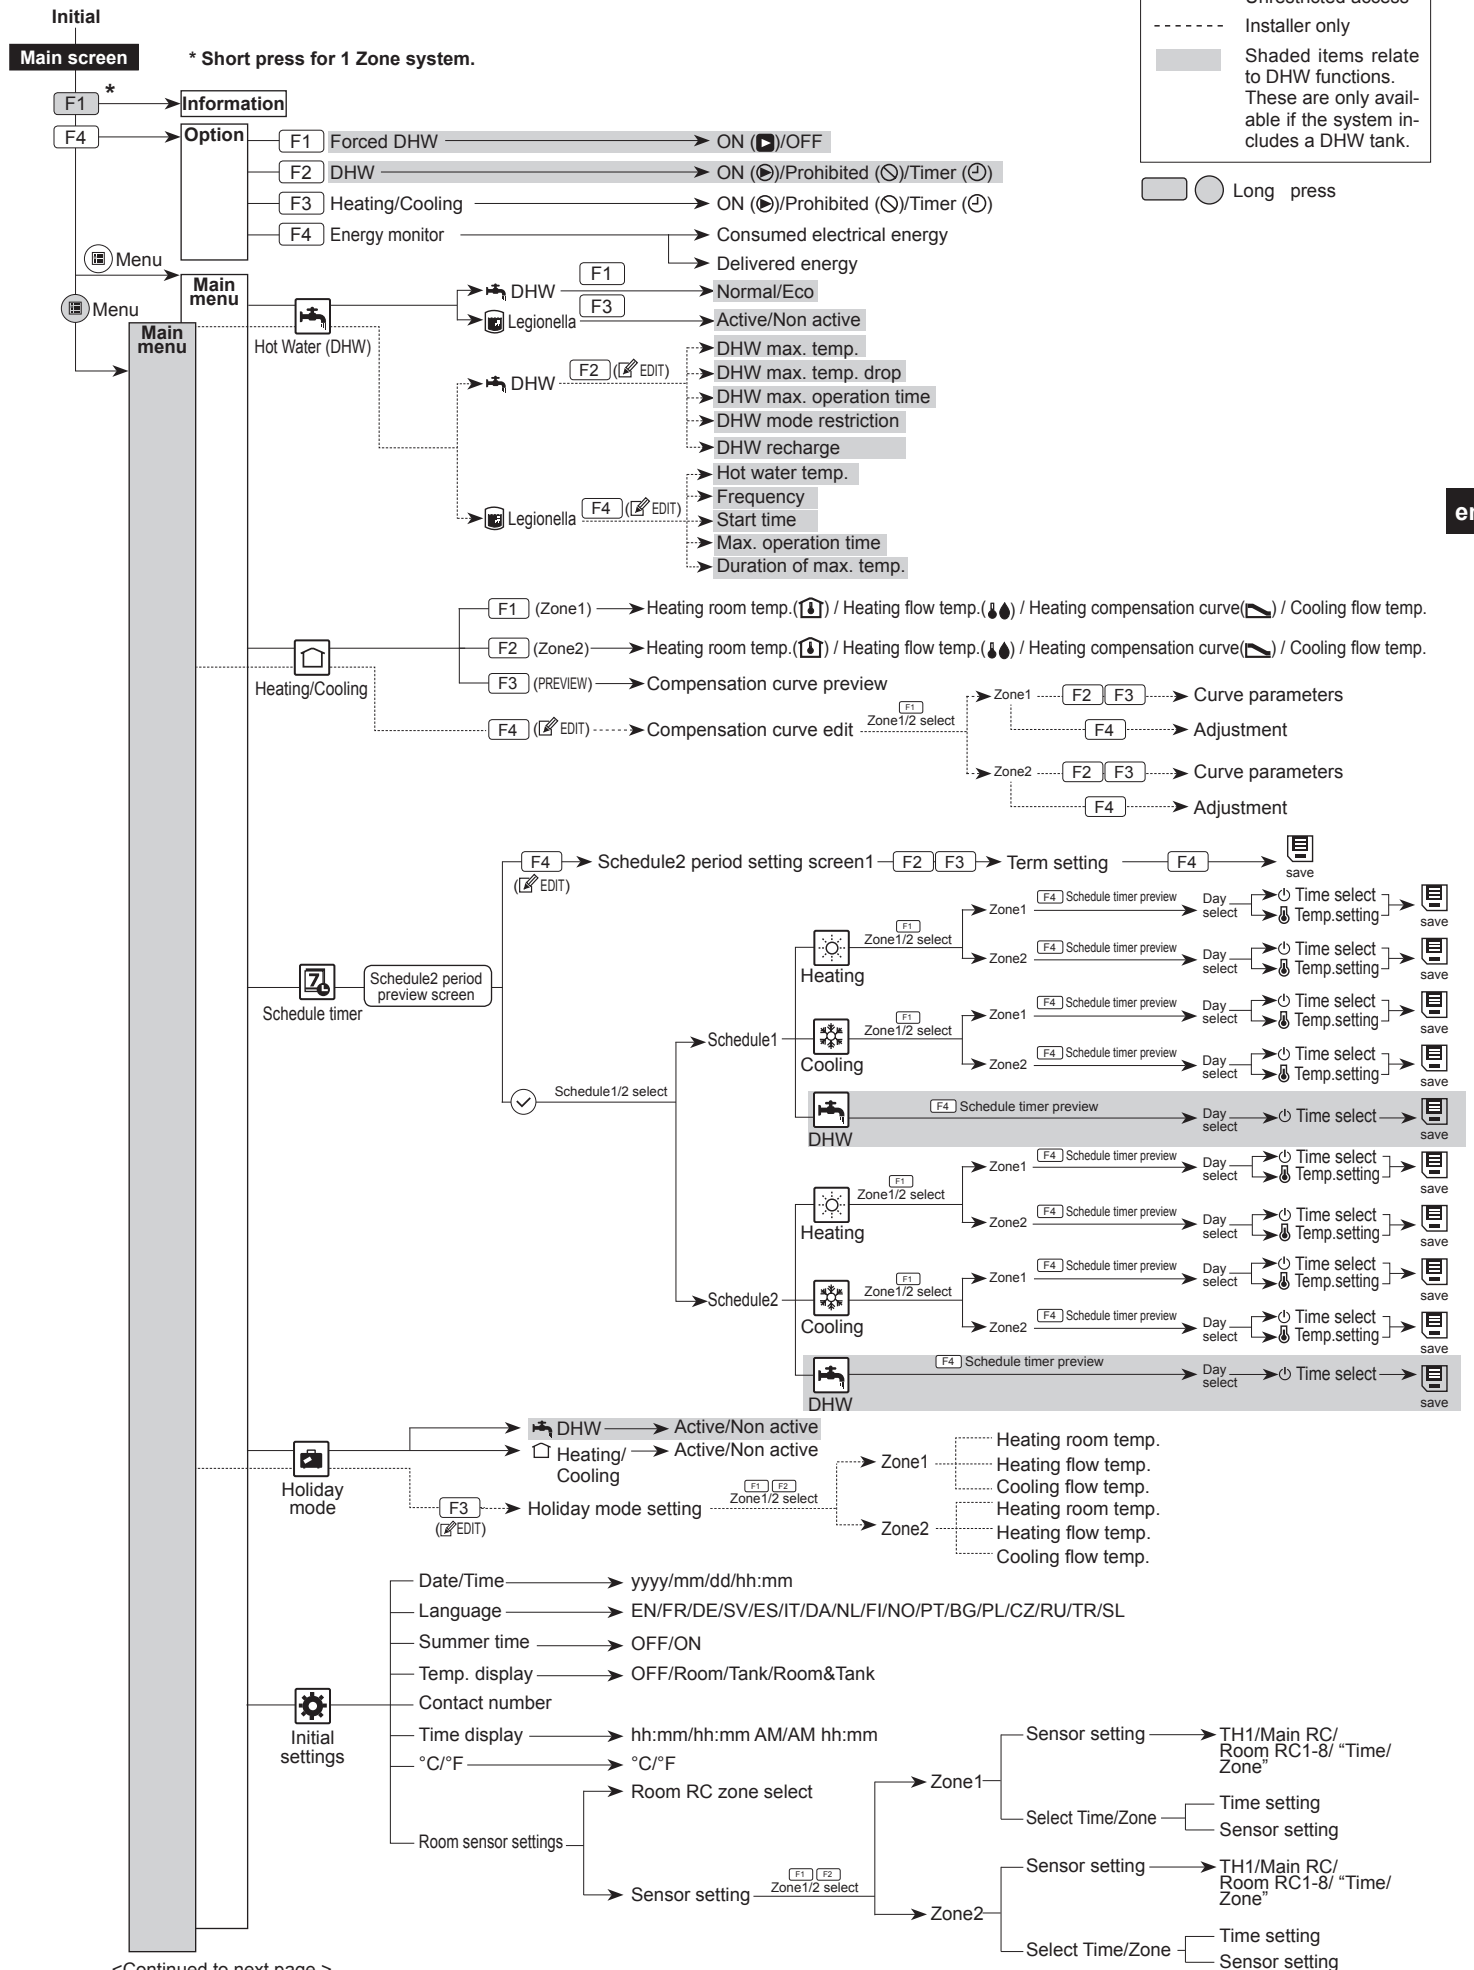 Initial
Main screen
* Short press for 1 Zone system.
Unrestricted access
Installer only
Shaded items relate
to DHW functions.
These are only avail-
able if the system in-
cludes a DHW tank.
Long press
F1
*
Information
F4
Option
F1 Forced DHW ON ( )/OFF
F2 DHW ON ( )/Prohibited ( )/Timer ( )
F3 Heating/Cooling ON ( )/Prohibited ( )/Timer ( )
F4 Energy monitor Consumed electrical energy
Delivered energy
Menu
Main
menu
Menu
Main
menu
Hot Water (DHW)
DHW F1 Normal/Eco
Legionella F3 Active/Non active
DHW F2 ( EDIT)
DHW max. temp.
DHW max. temp. drop
DHW max. operation time
DHW mode restriction
DHW recharge
Legionella F4 ( EDIT)
Hot water temp.
Frequency
Start time
Max. operation time
Duration of max. temp.
en
Heating/Cooling
F1 (Zone1) Heating room temp.( ) / Heating flow temp.( ) / Heating compensation curve( ) / Cooling flow temp.
F2 (Zone2) Heating room temp.( ) / Heating flow temp.( ) / Heating compensation curve( ) / Cooling flow temp.
F3 (PREVIEW) Compensation curve preview
F4 ( EDIT) Compensation curve edit
F1
Zone1/2 select
Zone1 F2 F3 Curve parameters
F4 Adjustment
Zone2 F2 F3 Curve parameters
F4 Adjustment
7
Schedule timer
Schedule2 period
preview screen
F4
( EDIT)
Schedule2 period setting screen1 F2 F3 Term setting F4 save
Schedule1/2 select
Schedule1
Heating
F1
Zone1/2 select
Zone1 F4 Schedule timer preview Day
select
Time select
Temp.setting
save
Zone2 F4 Schedule timer preview Day
select
Time select
Temp.setting
save
Cooling
F1
Zone1/2 select
Zone1 F4 Schedule timer preview Day
select
Time select
Temp.setting
save
Zone2 F4 Schedule timer preview Day
select
Time select
Temp.setting
save
DHW
F4 Schedule timer preview Day
select
Time select
save
Schedule2
Heating
F1
Zone1/2 select
Zone1 F4 Schedule timer preview Day
select
Time select
Temp.setting
save
Zone2 F4 Schedule timer preview Day
select
Time select
Temp.setting
save
Cooling
F1
Zone1/2 select
Zone1 F4 Schedule timer preview Day
select
Time select
Temp.setting
save
Zone2 F4 Schedule timer preview Day
select
Time select
Temp.setting
save
DHW
F4 Schedule timer preview Day
select
Time select
save
Holiday
mode
DHW Active/Non active
Heating/
Cooling
Active/Non active
F3
( EDIT)
Holiday mode setting
F1 F2
Zone1/2 select
Zone1
Heating room temp.
Heating flow temp.
Cooling flow temp.
Zone2
Heating room temp.
Heating flow temp.
Cooling flow temp.
Initial
settings
Date/Time yyyy/mm/dd/hh:mm
Language EN/FR/DE/SV/ES/IT/DA/NL/FI/NO/PT/BG/PL/CZ/RU/TR/SL
Summer time OFF/ON
Temp. display OFF/Room/Tank/Room&Tank
Contact number
Time display hh:mm/hh:mm AM/AM hh:mm
°C/°F °C/°F
Room sensor settings
Room RC zone select
Sensor setting
F1 F2
Zone1/2 select
Zone1
Sensor setting TH1/Main RC/
Room RC1-8/ “Time/
Zone”
Select Time/Zone
Time setting
Sensor setting
Zone2
Sensor setting TH1/Main RC/
Room RC1-8/ “Time/
Zone”
Select Time/Zone
Time setting
Sensor setting
<Continued to next page.>